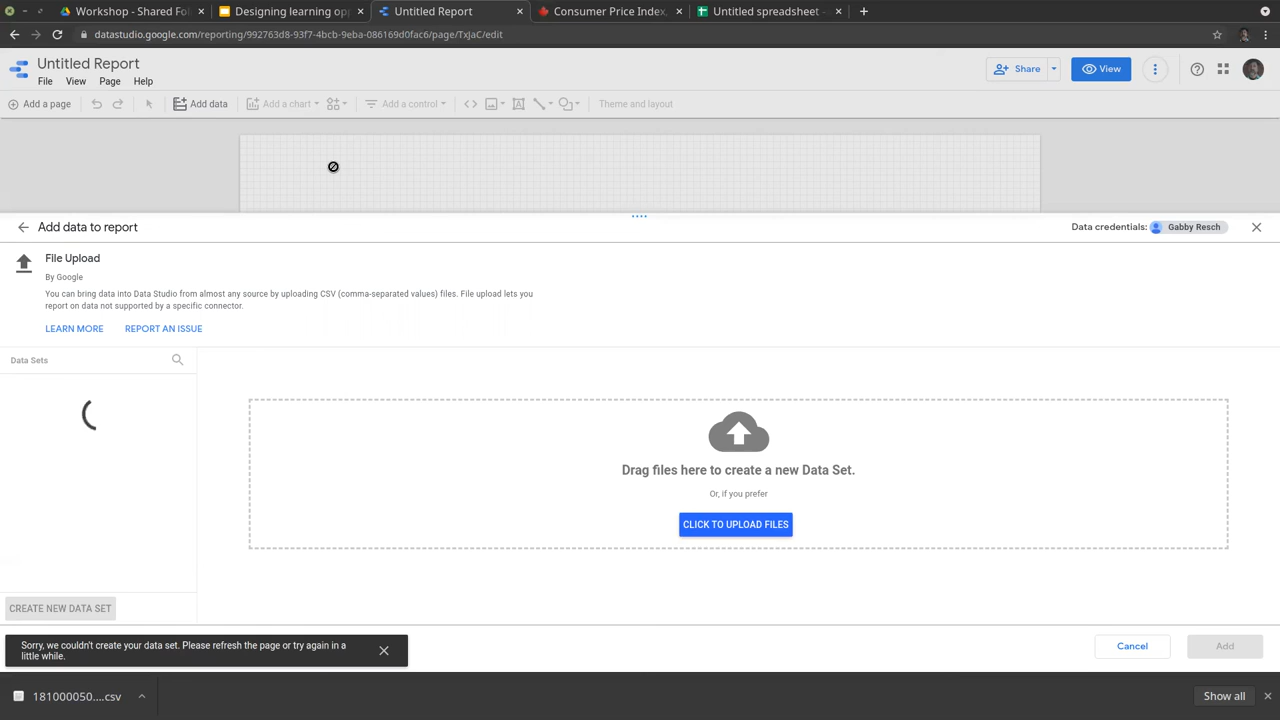 Workshop - Shared Fol
Designing learning opp
Untitled Report
Consumer Price Index,
Untitled spreadsheet -
datastudio.google.com/reporting/992763d8-93f7-4bcb-9eba-086169d0fac6/page/TxJaC/edit
Untitled Report
File View Page Help
Share
View
Add a page
Add data
Add a chart
Add a control
Theme and layout
Add data to report
Data credentials: Gabby Resch
File Upload
By Google
You can bring data into Data Studio from almost any source by uploading CSV (comma-separated values) files. File upload lets you
report on data not supported by a specific connector.
LEARN MORE REPORT AN ISSUE
Data Sets
Drag files here to create a new Data Set.
Or, if you prefer
CLICK TO UPLOAD FILES
CREATE NEW DATA SET
Sorry, we couldn't create your data set. Please refresh the page or try again in a
little while.
Cancel
Add
181000050....csv
Show all